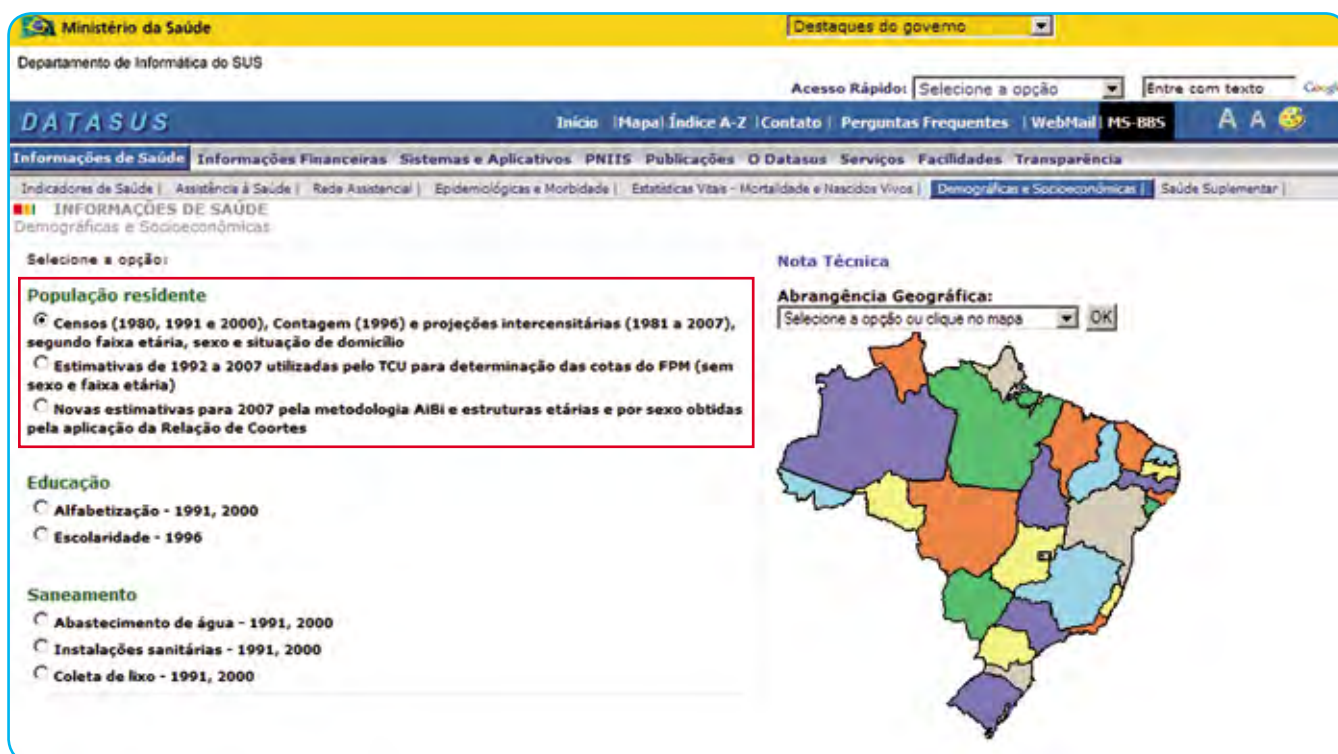 Ministério da Saúde
Destaques do governo
Departamento de Informática do SUS
Acesso Rápido: Selecione a opção Entre com texto
DATASUS
Início |Mapa| Índice A-Z |Contato | Perguntas Frequentes | WebMail| MS-BBS A A
Informações de Saúde Informações Financeiras Sistemas e Aplicativos PNIIS Publicações O Datasus Serviços Facilidades Transparência
Indicadores de Saúde | Assistência à Saúde | Rede Assistencial | Epidemiológicas e Morbidade | Estatísticas Vitais - Mortalidade e Nascidos Vivos | Demográficas e Socioeconômicas | Saúde Suplementar |
INFORMAÇÕES DE SAÚDE
Demográficas e Socioeconômicas
Selecione a opção:
População residente
Censos (1980, 1991 e 2000), Contagem (1996) e projeções intercensitárias (1981 a 2007),
segundo faixa etária, sexo e situação de domicílio
Estimativas de 1992 a 2007 utilizadas pelo TCU para determinação das cotas do FPM (sem
sexo e faixa etária)
Novas estimativas para 2007 pela metodologia AiBi e estruturas etárias e por sexo obtidas
pela aplicação da Relação de Coortes
Educação
Alfabetização - 1991, 2000
Escolaridade - 1996
Saneamento
Abastecimento de água - 1991, 2000
Instalações sanitárias - 1991, 2000
Coleta de lixo - 1991, 2000
Nota Técnica
Abrangência Geográfica:
Selecione a opção ou clique no mapa OK